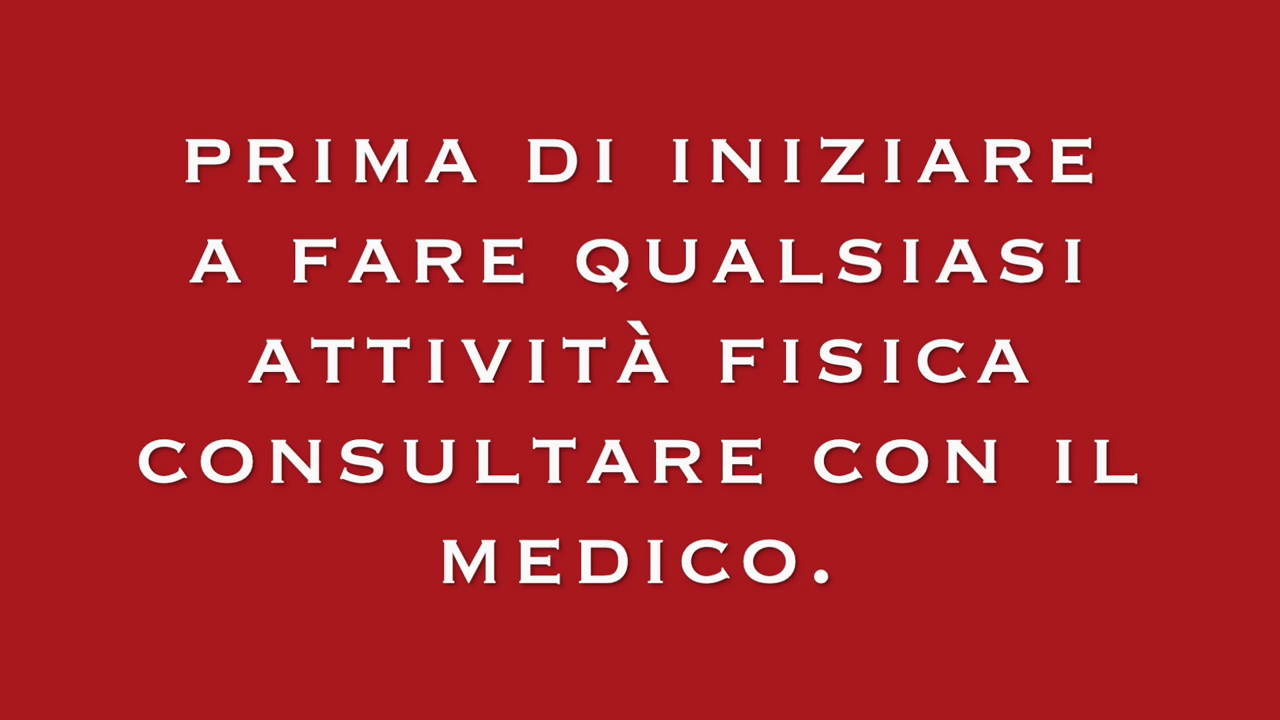 PRIMA DI INIZIARE
A FARE QUALSIASI
ATTIVITÀ FISICA
CONSULTARE CON IL
MEDICO.